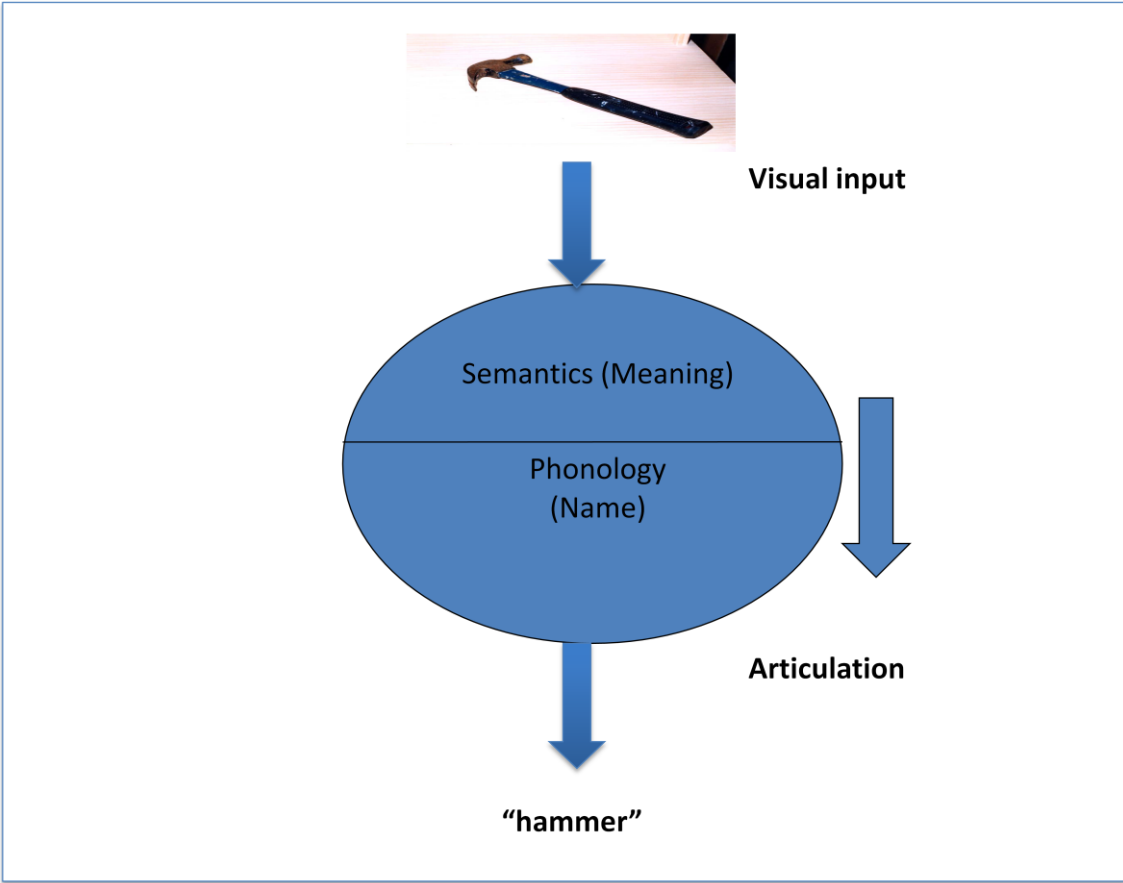 Visual input
Semantics (Meaning)
Phonology
(Name)
Articulation
“hammer”